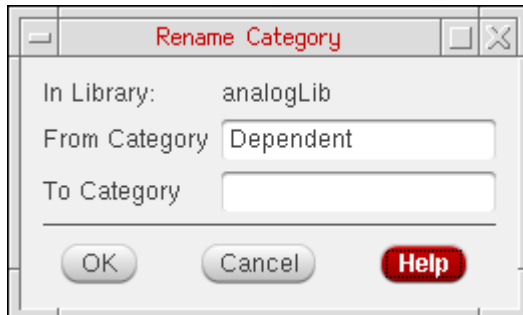 Rename Category
In Library: analogLib
From Category Dependent
To Category
OK Cancel Help